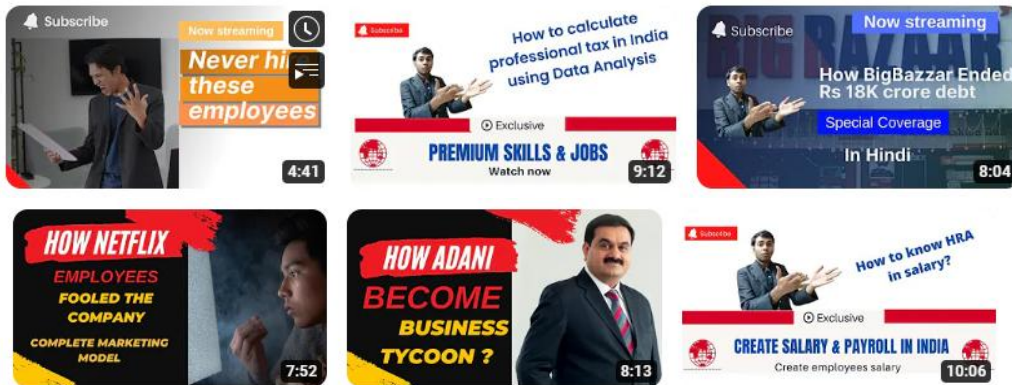 Subscribe
Now streaming
Never hi
these
employees
4:41
Subscribe
How to calculate
professional tax in India
using Data Analysis
Exclusive
PREMIUM SKILLS & JOBS
Watch now
9:12
BIG BAZAAR
Subscribe
Now streaming
How BigBazzar Ended
Rs 18K crore debt
Special Coverage
In Hindi
8:04
HOW NETFLIX
EMPLOYEES
FOOLED THE
COMPANY
COMPLETE MARKETING
MODEL
7:52
HOW ADANI
BECOME
BUSINESS
TYCOON ?
8:13
Subscribe
How to know HRA
in salary?
Exclusive
CREATE SALARY & PAYROLL IN INDIA
Create employees salary
10:06